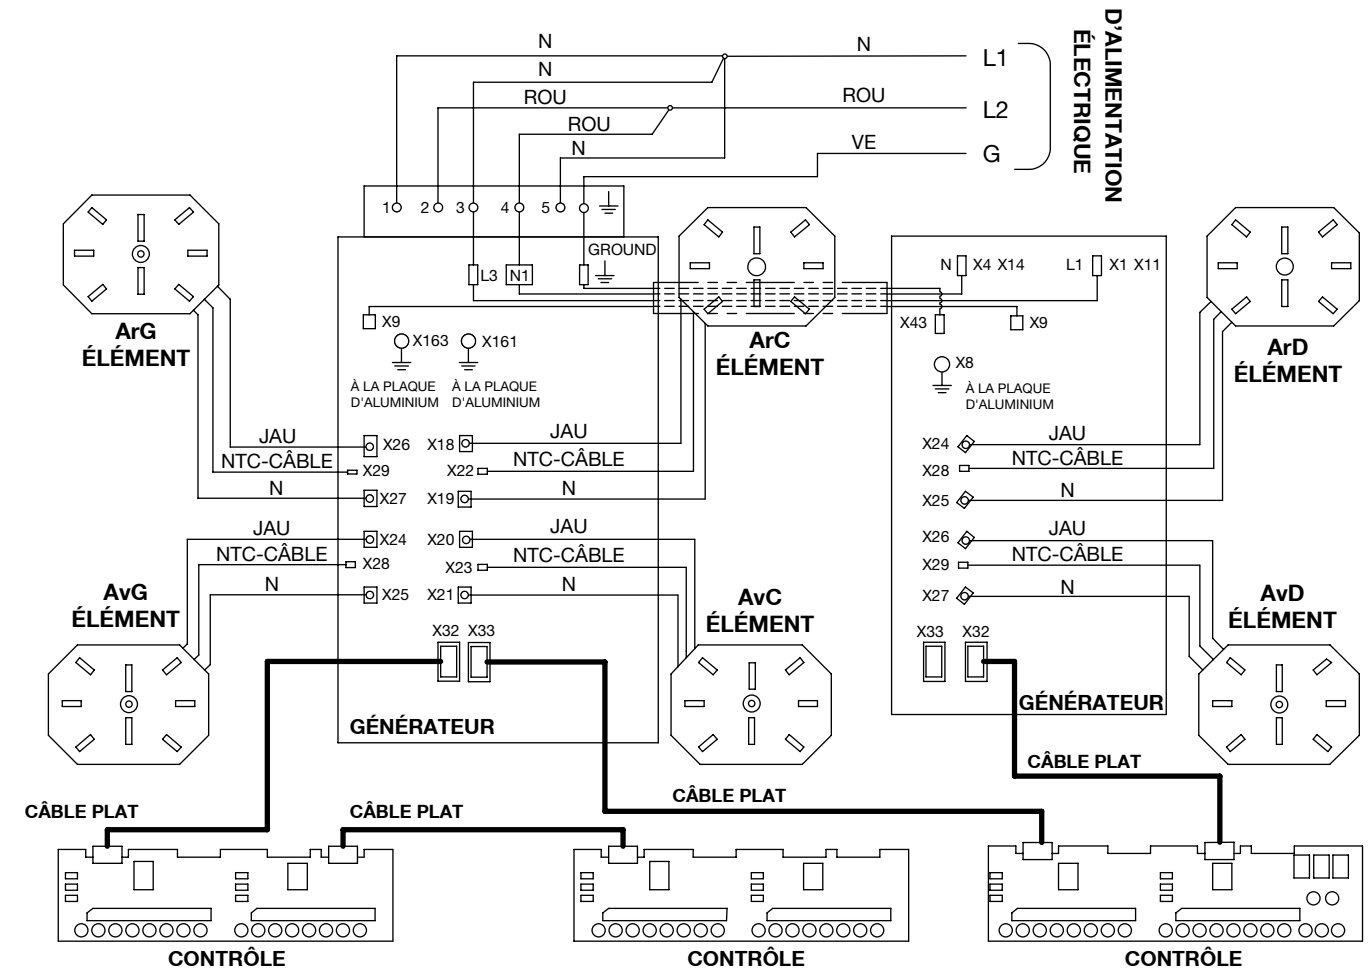 D'ALIMENTATION
ÉLECTRIQUE
N
N
L1
N
ROU
ROU
L2
ROU
VE
G
N
1
2
3
4
5
GROUND
L3
N1
N
X4
X14
L1
X1
X11
X9
X43
X9
X163
X161
X8
À LA PLAQUE
D'ALUMINIUM
À LA PLAQUE
D'ALUMINIUM
À LA PLAQUE
D'ALUMINIUM
ArG
ÉLÉMENT
ArC
ÉLÉMENT
ArD
ÉLÉMENT
JAU
X26
X18
JAU
X24
JAU
NTC-CÂBLE
X29
X22
NTC-CÂBLE
X28
NTC-CÂBLE
N
X27
X19
N
X25
N
JAU
X24
X20
JAU
X26
JAU
NTC-CÂBLE
X28
X23
NTC-CÂBLE
X29
NTC-CÂBLE
N
X25
X21
N
X27
N
AvG
ÉLÉMENT
AvC
ÉLÉMENT
AvD
ÉLÉMENT
X32
X33
X33
X32
GÉNÉRATEUR
GÉNÉRATEUR
CÂBLE PLAT
CÂBLE PLAT
CÂBLE PLAT
CÂBLE PLAT
CONTRÔLE
CONTRÔLE
CONTRÔLE